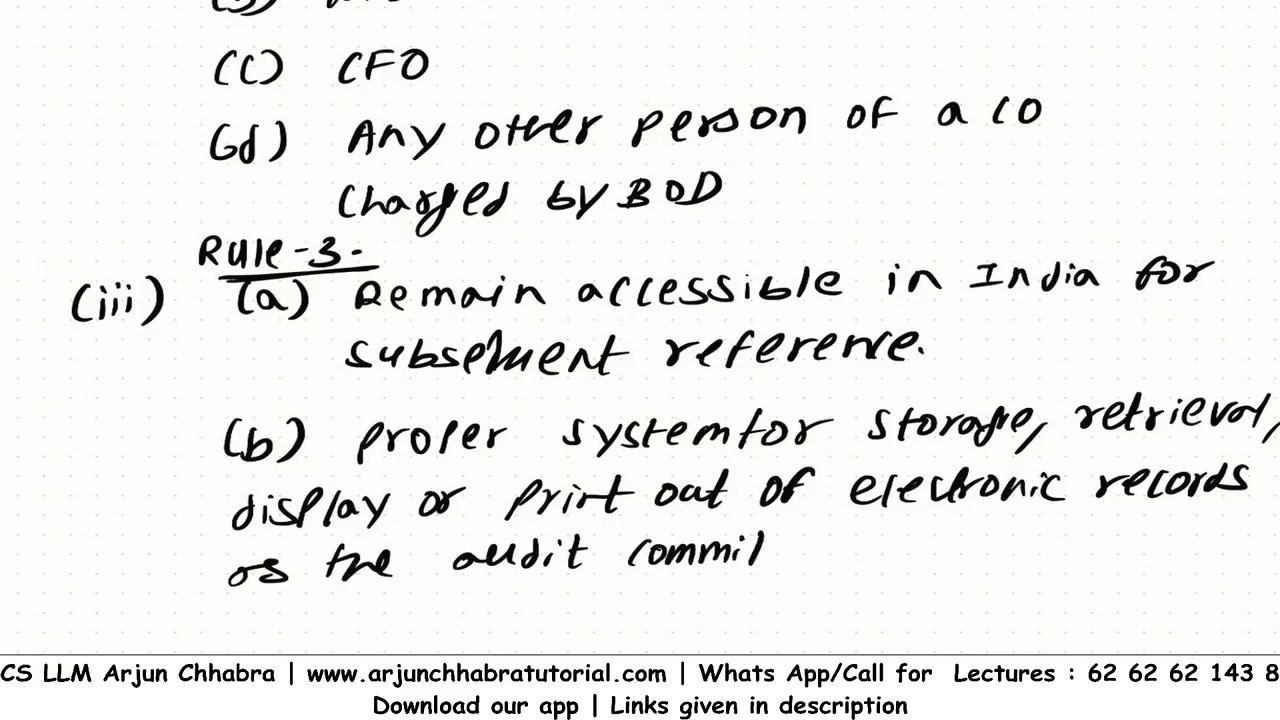 (c) CFO
(d) Any other person of a co
charged by BOD
Rule-3.
(iii) (a) Remain accessible in India for
subsequent reference.
(b) proper system for storage, retrieval,
display or print out of electronic records
as the audit commit
CS LLM Arjun Chhabra | www.arjunchhabratutorial.com | Whats App/Call for Lectures : 62 62 62 143 8
Download our app | Links given in description